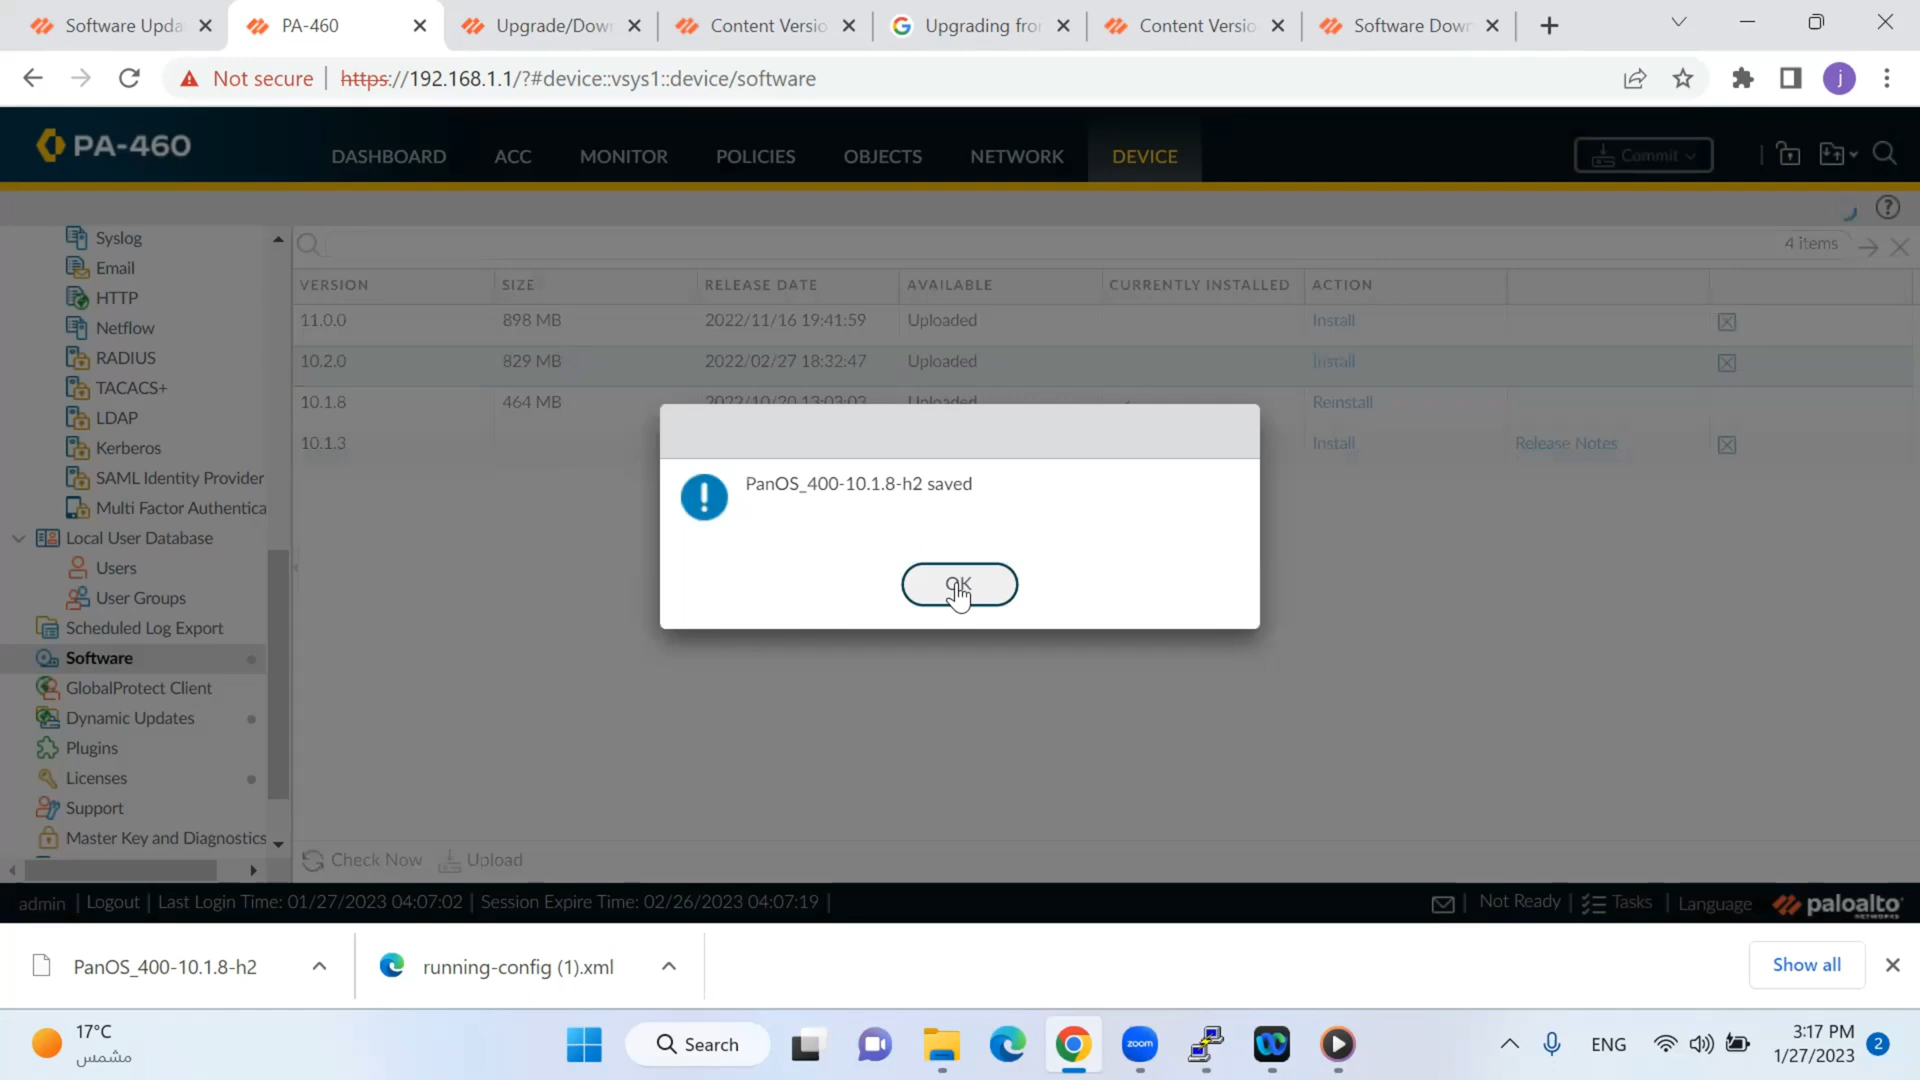 Software Upda
PA-460
Upgrade/Dow
Content Versio
Upgrading fro
Content Versio
Software Dow
Not secure
https://192.168.1.1/?#device::vsys1::device/software
j
PA-460
DASHBOARD
ACC
MONITOR
POLICIES
OBJECTS
NETWORK
DEVICE
Commit
4 items
Syslog
Email
HTTP
Netflow
RADIUS
TACACS+
LDAP
Kerberos
SAML Identity Provider
Multi Factor Authentica
Local User Database
Users
User Groups
Scheduled Log Export
Software
GlobalProtect Client
Dynamic Updates
Plugins
Licenses
Support
Master Key and Diagnostics
VERSION SIZE RELEASE DATE AVAILABLE CURRENTLY INSTALLED ACTION
11.0.0 898 MB 2022/11/16 19:41:59 Uploaded Install
10.2.0 829 MB 2022/02/27 18:32:47 Uploaded Install
10.1.8 464 MB 2022/10/20 13:03:03 Uploaded Reinstall
10.1.3 Install Release Notes
PanOS_400-10.1.8-h2 saved
OK
Check Now
Upload
admin | Logout | Last Login Time: 01/27/2023 04:07:02 | Session Expire Time: 02/26/2023 04:07:19 |
Not Ready | Tasks | Language
paloalto
NETWORKS
PanOS_400-10.1.8-h2
running-config (1).xml
Show all
17°C
مشمس
Search
zoom
ENG
3:17 PM
1/27/2023
2